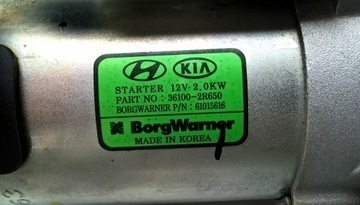 KIA
STARTER 12V 2,0KW
PART NO : 36100-2R650
BORGWARNER P/N : 61015616
BorgWarner
MADE IN KOREA